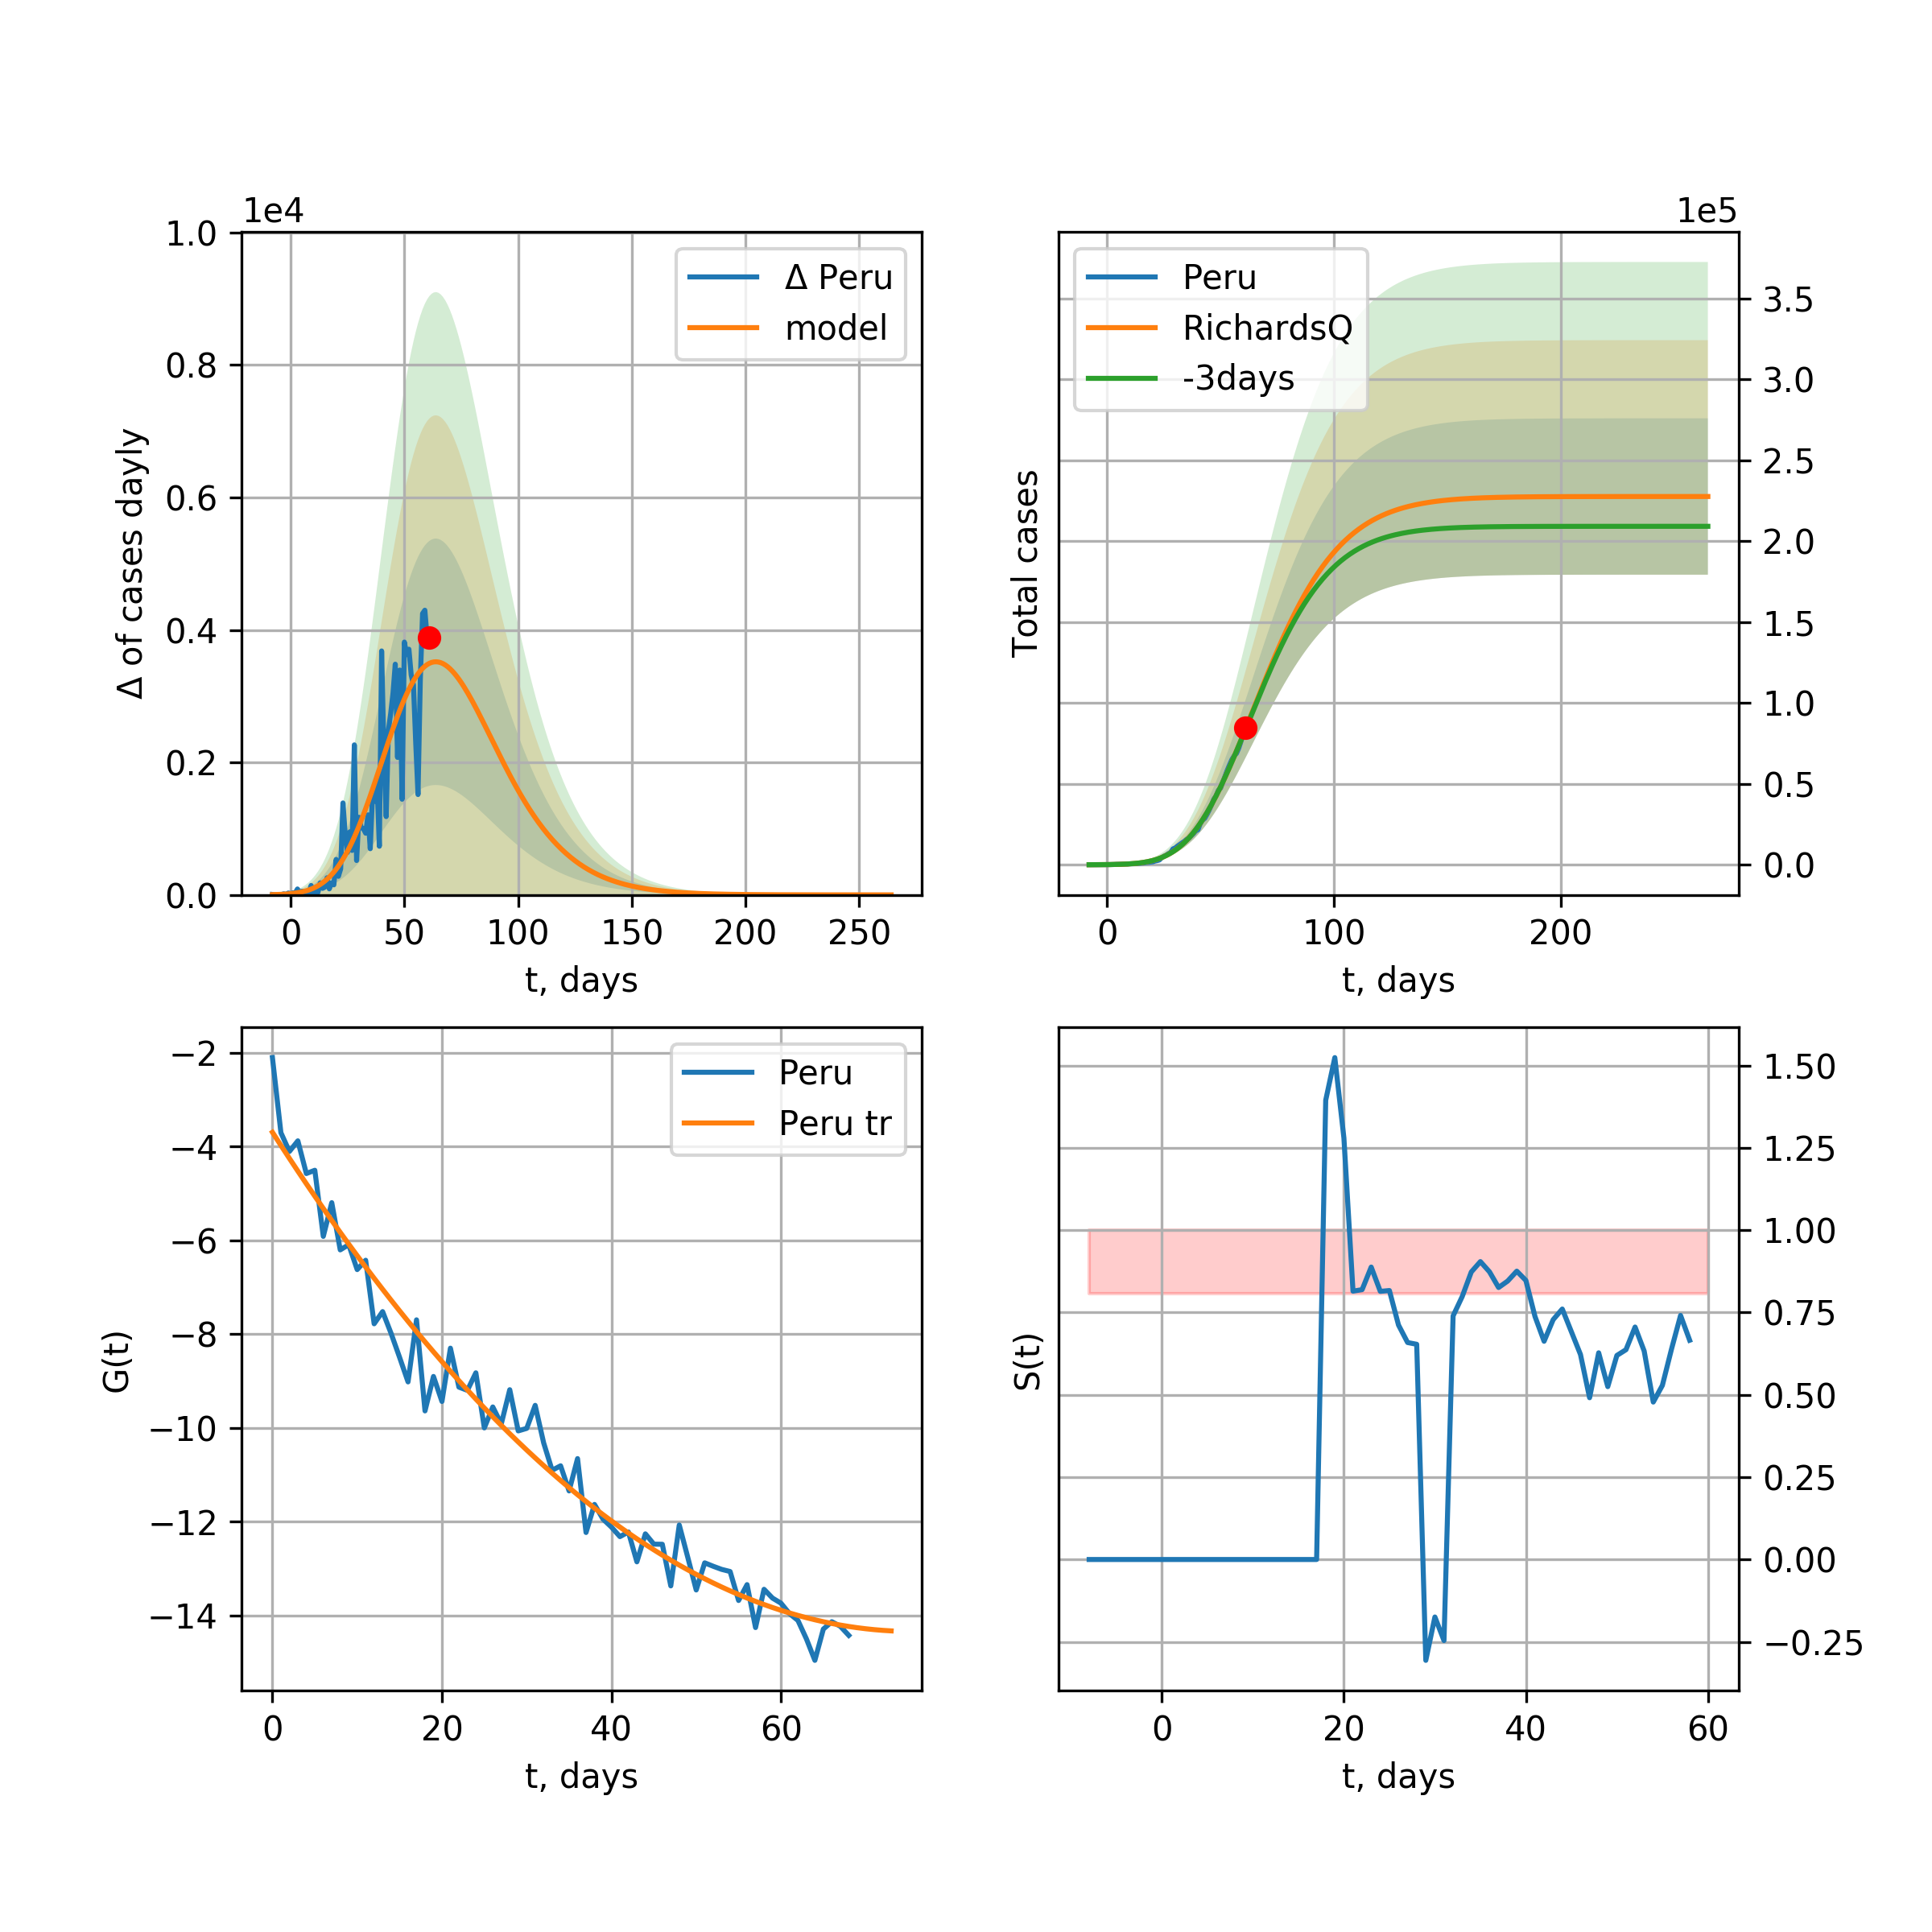 1e4
1.0
0.8
0.6
0.4
0.2
0.0
Δ of cases dayly
Δ Peru
model
0 50 100 150 200 250
t, days
1e5
Peru
RichardsQ
-3days
Total cases
3.5
3.0
2.5
2.0
1.5
1.0
0.5
0.0
0 100 200
t, days
−2
−4
−6
−8
−10
−12
−14
G(t)
Peru
Peru tr
0 20 40 60
t, days
S(t)
1.50
1.25
1.00
0.75
0.50
0.25
0.00
−0.25
0 20 40 60
t, days